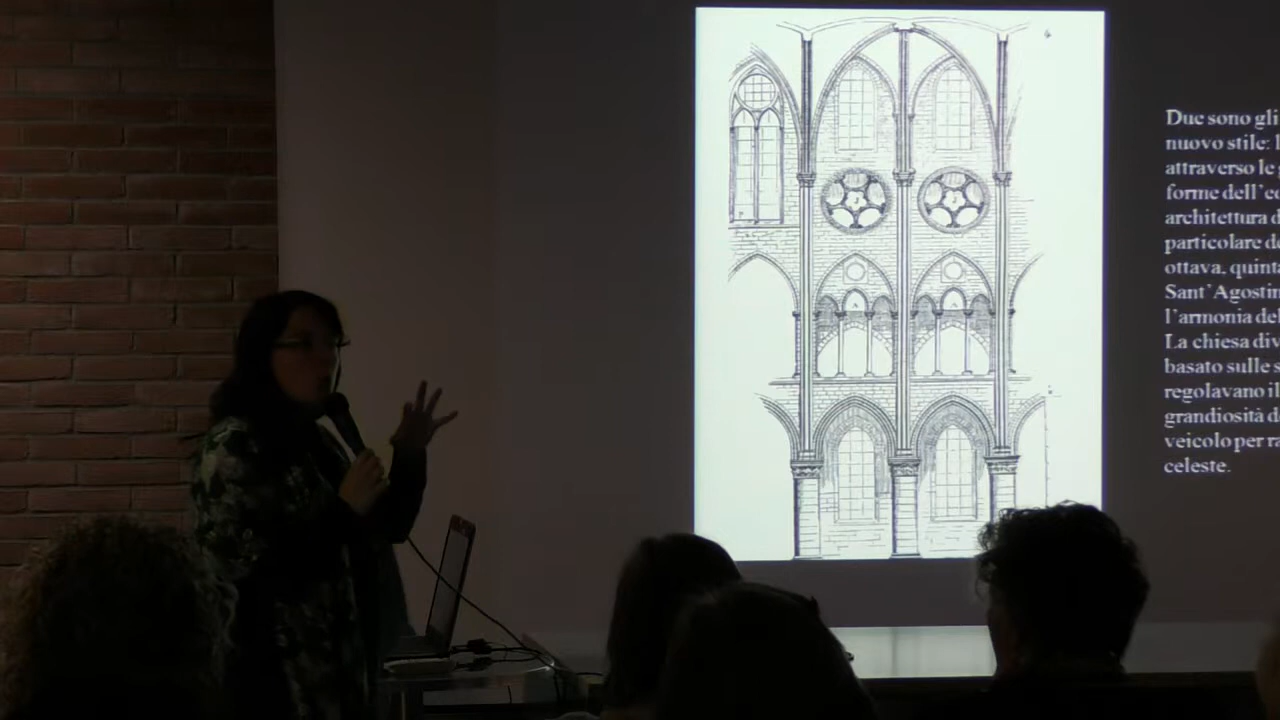 Due sono gli
nuovo stile:
attraverso le
forme dell'
architettura
particolare
ottava, quint
Sant'Agostin
l'armonia del
La chiesa div
basato sulle s
regolavano il
grandiosità d
veicolo per ra
celeste.